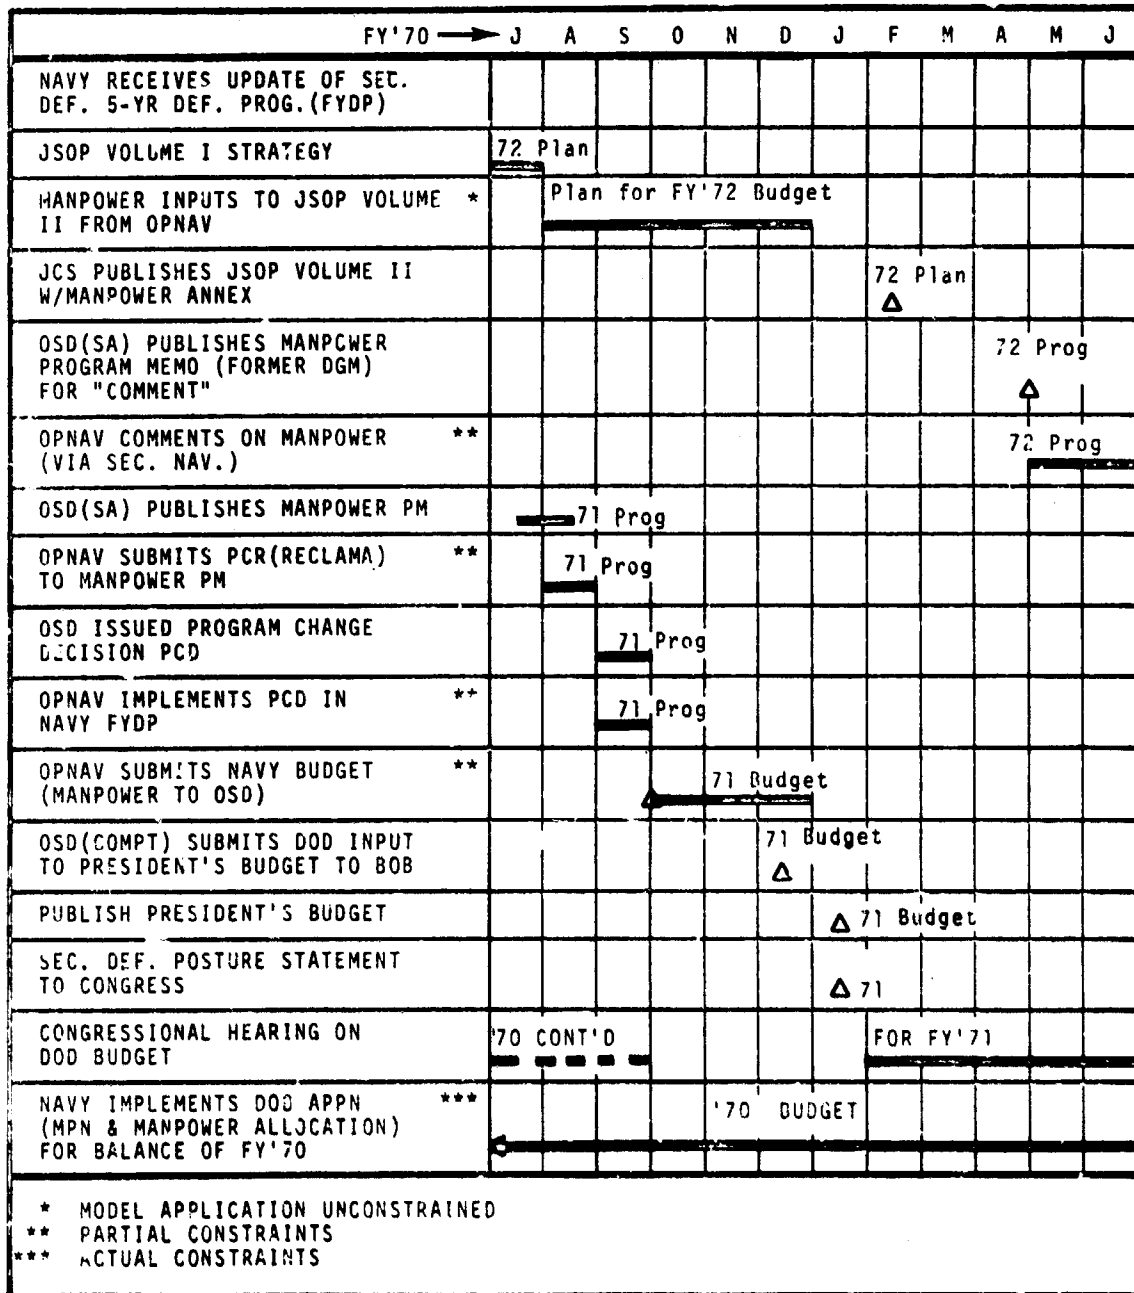 FY'70 J A S O N D J F M A M J
NAVY RECEIVES UPDATE OF SEC.
DEF. 5-YR DEF. PROG.(FYDP)
JSOP VOLUME I STRATEGY
72 Plan
MANPOWER INPUTS TO JSOP VOLUME *
II FROM OPNAV
Plan for FY'72 Budget
JCS PUBLISHES JSOP VOLUME II
W/MANPOWER ANNEX
72 Plan
OSD(SA) PUBLISHES MANPOWER
PROGRAM MEMO (FORMER DGM)
FOR "COMMENT"
72 Prog
OPNAV COMMENTS ON MANPOWER **
(VIA SEC. NAV.)
72 Prog
OSD(SA) PUBLISHES MANPOWER PM
71 Prog
OPNAV SUBMITS PCR(RECLAMA) **
TO MANPOWER PM
71 Prog
OSD ISSUED PROGRAM CHANGE
DECISION PCD
71 Prog
OPNAV IMPLEMENTS PCD IN **
NAVY FYDP
71 Prog
OPNAV SUBMITS NAVY BUDGET **
(MANPOWER TO OSD)
71 Budget
OSD(COMPT) SUBMITS DOD INPUT
TO PRESIDENT'S BUDGET TO BOB
71 Budget
PUBLISH PRESIDENT'S BUDGET
71 Budget
SEC. DEF. POSTURE STATEMENT
TO CONGRESS
71
CONGRESSIONAL HEARING ON
DOD BUDGET
'70 CONT'D
FOR FY'71
NAVY IMPLEMENTS DOD APPN ***
(MPN & MANPOWER ALLOCATION)
FOR BALANCE OF FY'70
'70 BUDGET
* MODEL APPLICATION UNCONSTRAINED
** PARTIAL CONSTRAINTS
*** ACTUAL CONSTRAINTS